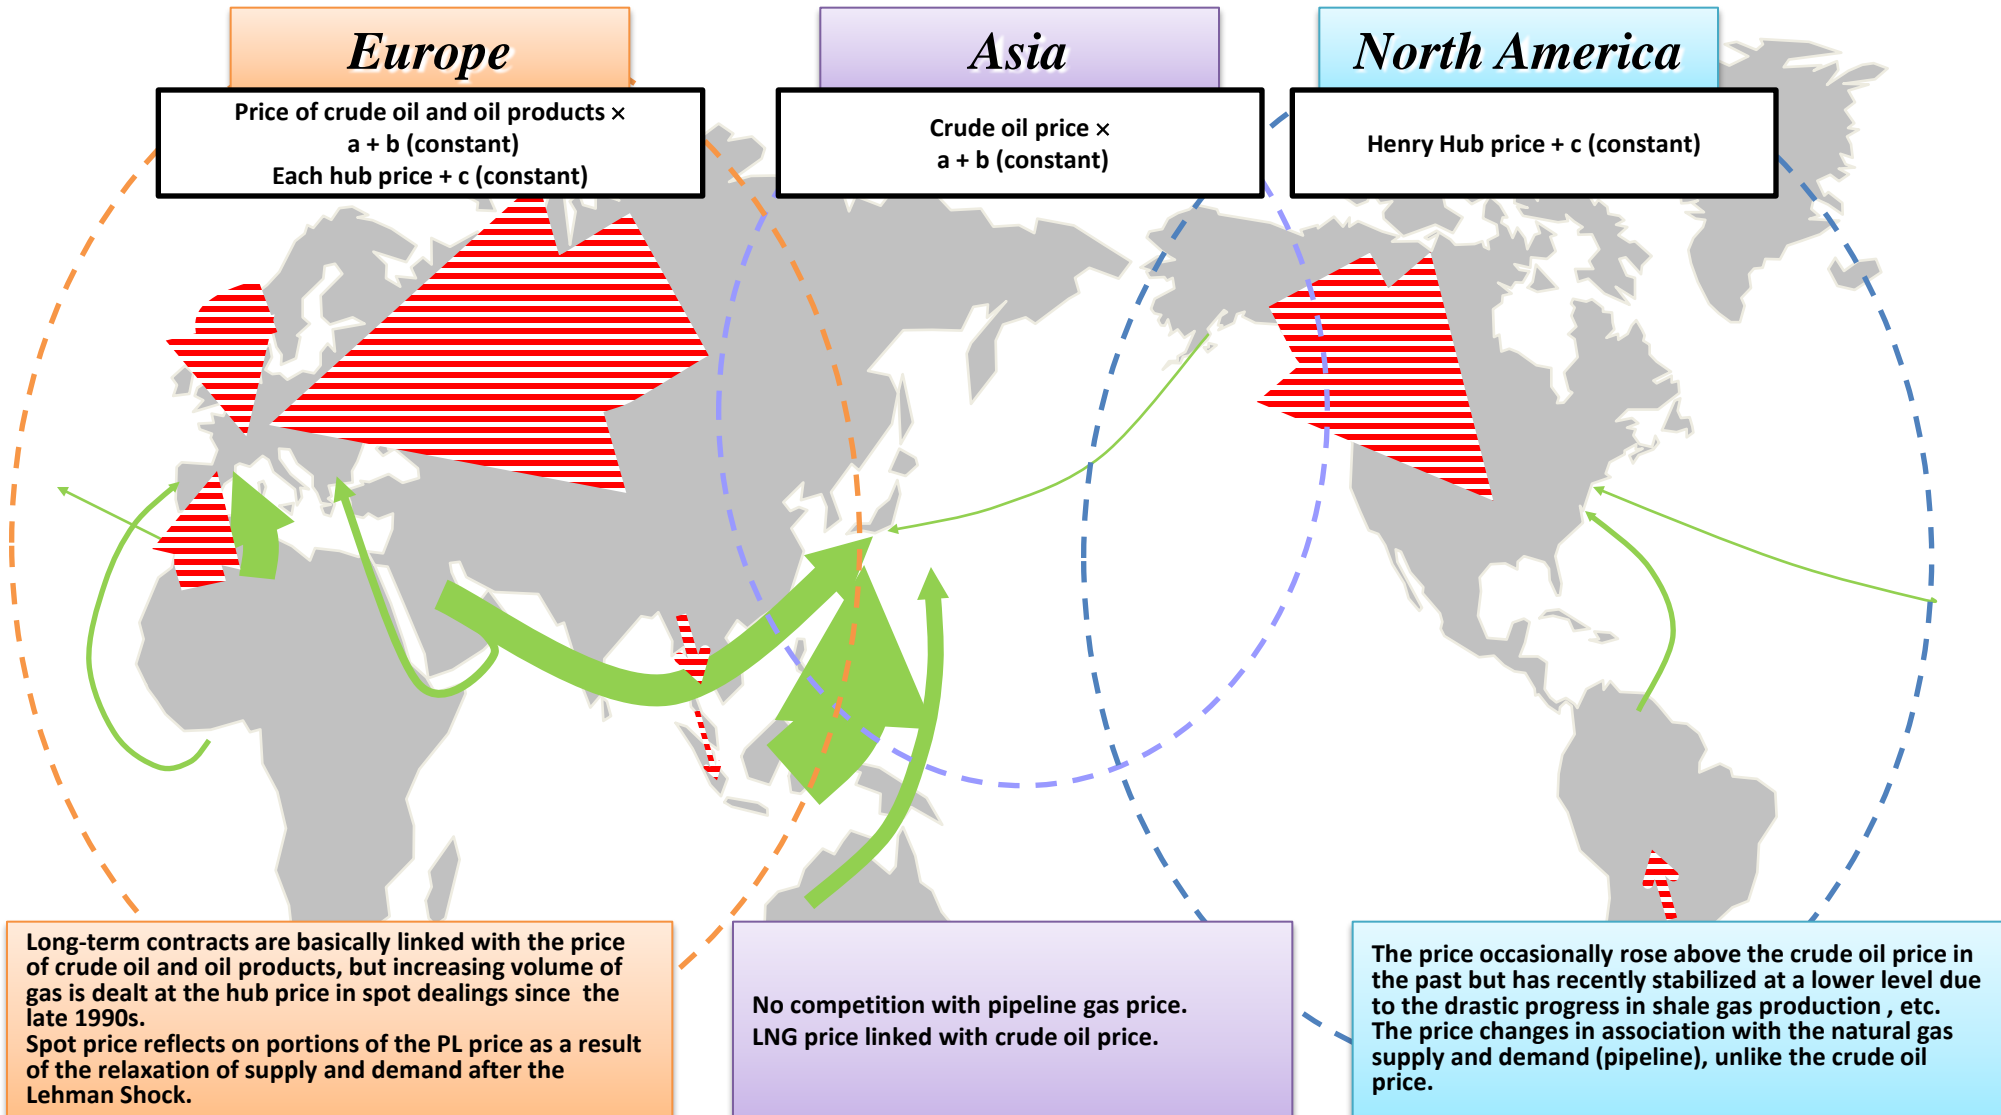 Europe
Price of crude oil and oil products ×
a + b (constant)
Each hub price + c (constant)
Asia
Crude oil price ×
a + b (constant)
North America
Henry Hub price + c (constant)
Long-term contracts are basically linked with the price
of crude oil and oil products, but increasing volume of
gas is dealt at the hub price in spot dealings since the
late 1990s.
Spot price reflects on portions of the PL price as a result
of the relaxation of supply and demand after the
Lehman Shock.
No competition with pipeline gas price.
LNG price linked with crude oil price.
The price occasionally rose above the crude oil price in
the past but has recently stabilized at a lower level due
to the drastic progress in shale gas production , etc.
The price changes in association with the natural gas
supply and demand (pipeline), unlike the crude oil
price.